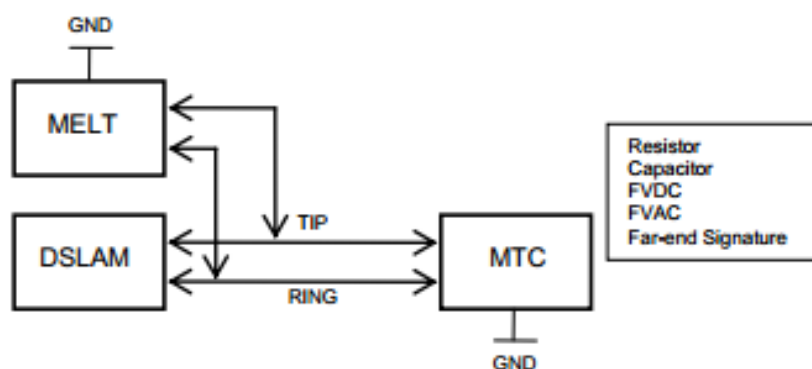 GND
MELT
DSLAM
TIP
RING
MTC
GND
Resistor
Capacitor
FVDC
FVAC
Far-end Signature